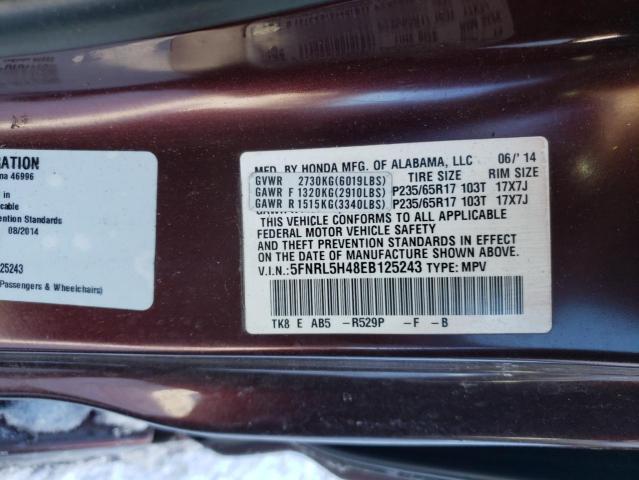 RATION
ma 46996
s in
cable
ention Standards
08/2014
25243
Passengers & Wheelchairs)
MFD. BY HONDA MFG. OF ALABAMA, LLC 06/'14
TIRE SIZE RIM SIZE
GVWR 2730KG(6019LBS)
GAWR F 1320KG(2910LBS) P235/65R17 103T 17X7J
GAWR R 1515KG(3340LBS) P235/65R17 103T 17X7J
THIS VEHICLE CONFORMS TO ALL APPLICABLE
FEDERAL MOTOR VEHICLE SAFETY
AND THEFT PREVENTION STANDARDS IN EFFECT
ON THE DATE OF MANUFACTURE SHOWN ABOVE.
V.I.N.:5FNRL5H48EB125243 TYPE: MPV
TK8 E AB5 -R529P -F -B